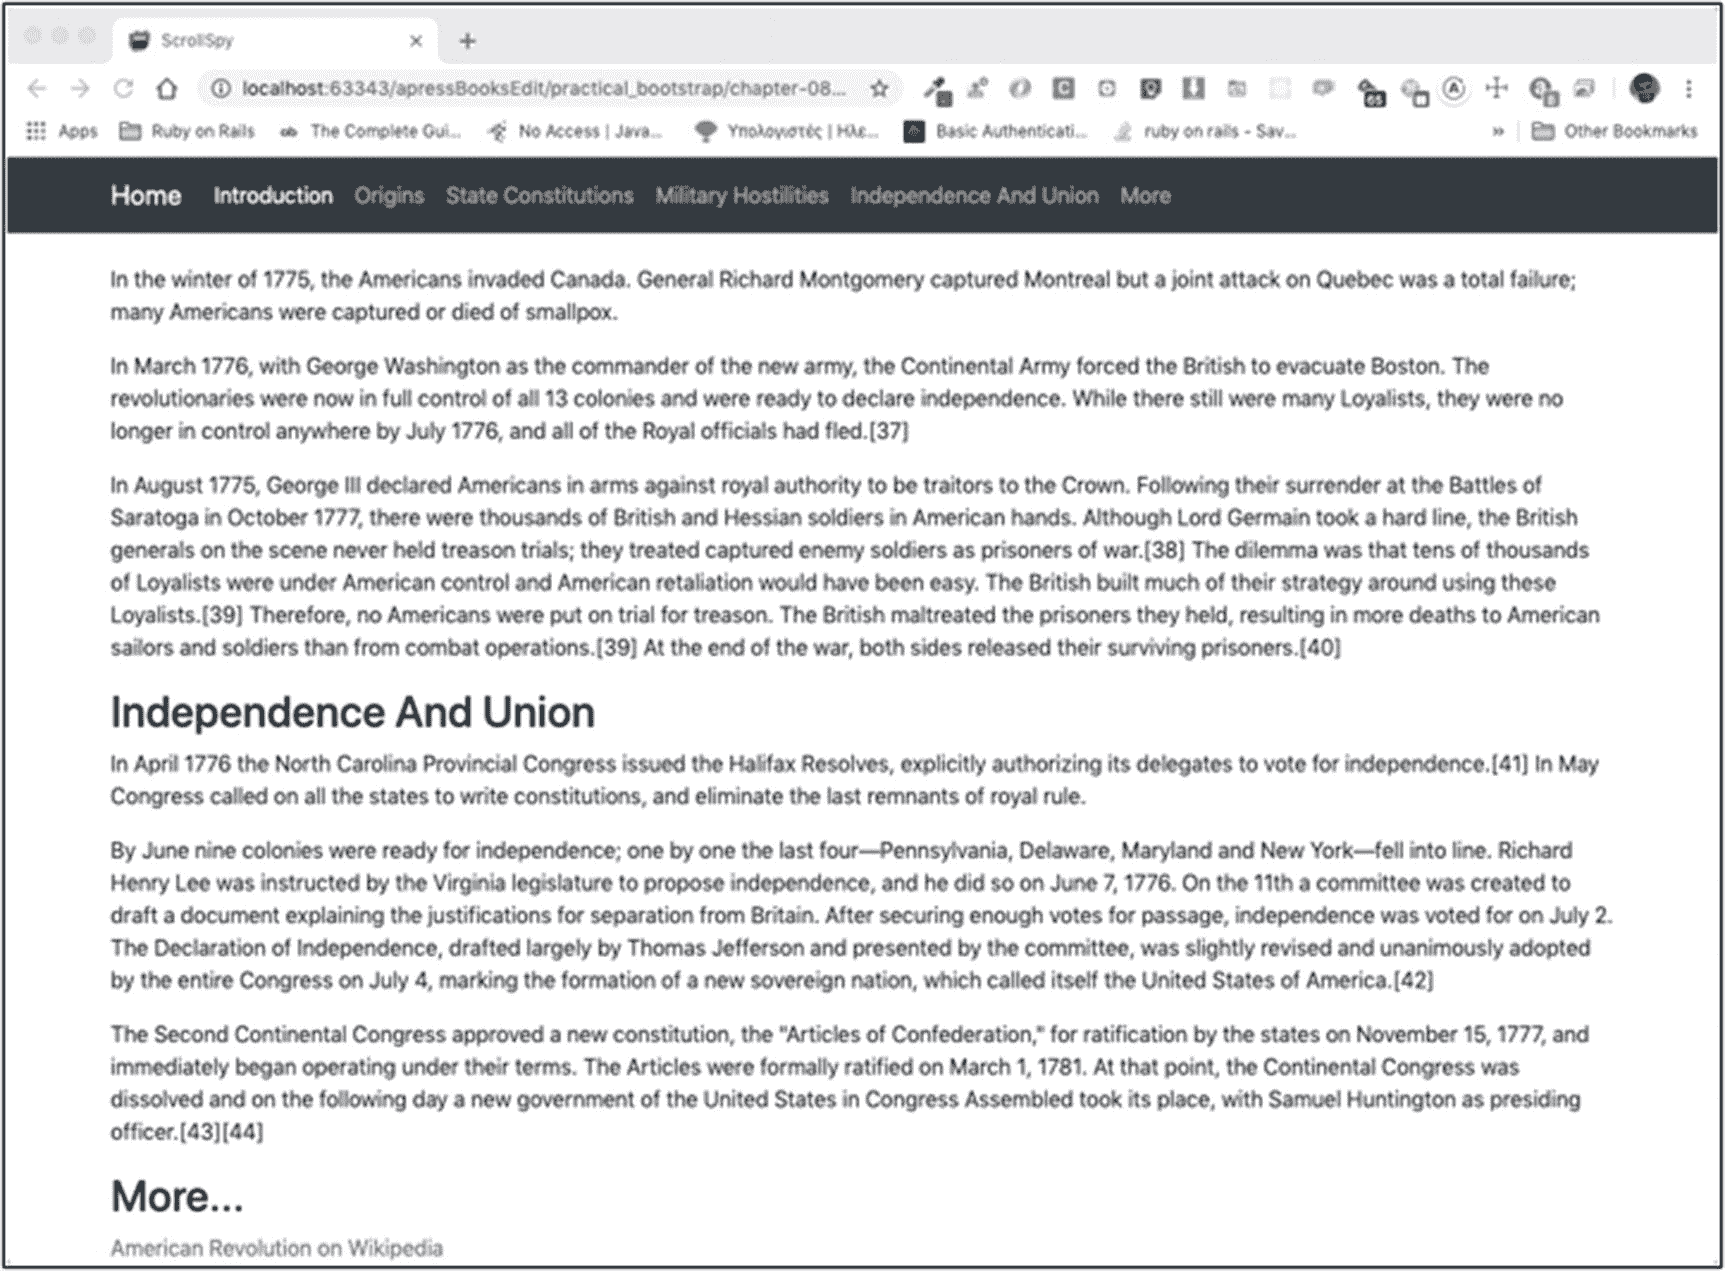 ScrollSpy
localhost:63343/apressBooksEdit/practical_bootstrap/chapter-08...
Apps Ruby on Rails The Complete Gui... No Access | Java... Υπολογιστές | Ηλε... Basic Authenticati... ruby on rails - Sav... » Other Bookmarks
Home Introduction Origins State Constitutions Military Hostilities Independence And Union More
In the winter of 1775, the Americans invaded Canada. General Richard Montgomery captured Montreal but a joint attack on Quebec was a total failure;
many Americans were captured or died of smallpox.
In March 1776, with George Washington as the commander of the new army, the Continental Army forced the British to evacuate Boston. The
revolutionaries were now in full control of all 13 colonies and were ready to declare independence. While there still were many Loyalists, they were no
longer in control anywhere by July 1776, and all of the Royal officials had fled.[37]
In August 1775, George III declared Americans in arms against royal authority to be traitors to the Crown. Following their surrender at the Battles of
Saratoga in October 1777, there were thousands of British and Hessian soldiers in American hands. Although Lord Germain took a hard line, the British
generals on the scene never held treason trials; they treated captured enemy soldiers as prisoners of war.[38] The dilemma was that tens of thousands
of Loyalists were under American control and American retaliation would have been easy. The British built much of their strategy around using these
Loyalists.[39] Therefore, no Americans were put on trial for treason. The British maltreated the prisoners they held, resulting in more deaths to American
sailors and soldiers than from combat operations.[39] At the end of the war, both sides released their surviving prisoners.[40]
Independence And Union
In April 1776 the North Carolina Provincial Congress issued the Halifax Resolves, explicitly authorizing its delegates to vote for independence.[41] In May
Congress called on all the states to write constitutions, and eliminate the last remnants of royal rule.
By June nine colonies were ready for independence; one by one the last four—Pennsylvania, Delaware, Maryland and New York—fell into line. Richard
Henry Lee was instructed by the Virginia legislature to propose independence, and he did so on June 7, 1776. On the 11th a committee was created to
draft a document explaining the justifications for separation from Britain. After securing enough votes for passage, independence was voted for on July 2.
The Declaration of Independence, drafted largely by Thomas Jefferson and presented by the committee, was slightly revised and unanimously adopted
by the entire Congress on July 4, marking the formation of a new sovereign nation, which called itself the United States of America.[42]
The Second Continental Congress approved a new constitution, the "Articles of Confederation," for ratification by the states on November 15, 1777, and
immediately began operating under their terms. The Articles were formally ratified on March 1, 1781. At that point, the Continental Congress was
dissolved and on the following day a new government of the United States in Congress Assembled took its place, with Samuel Huntington as presiding
officer.[43][44]
More...
American Revolution on Wikipedia